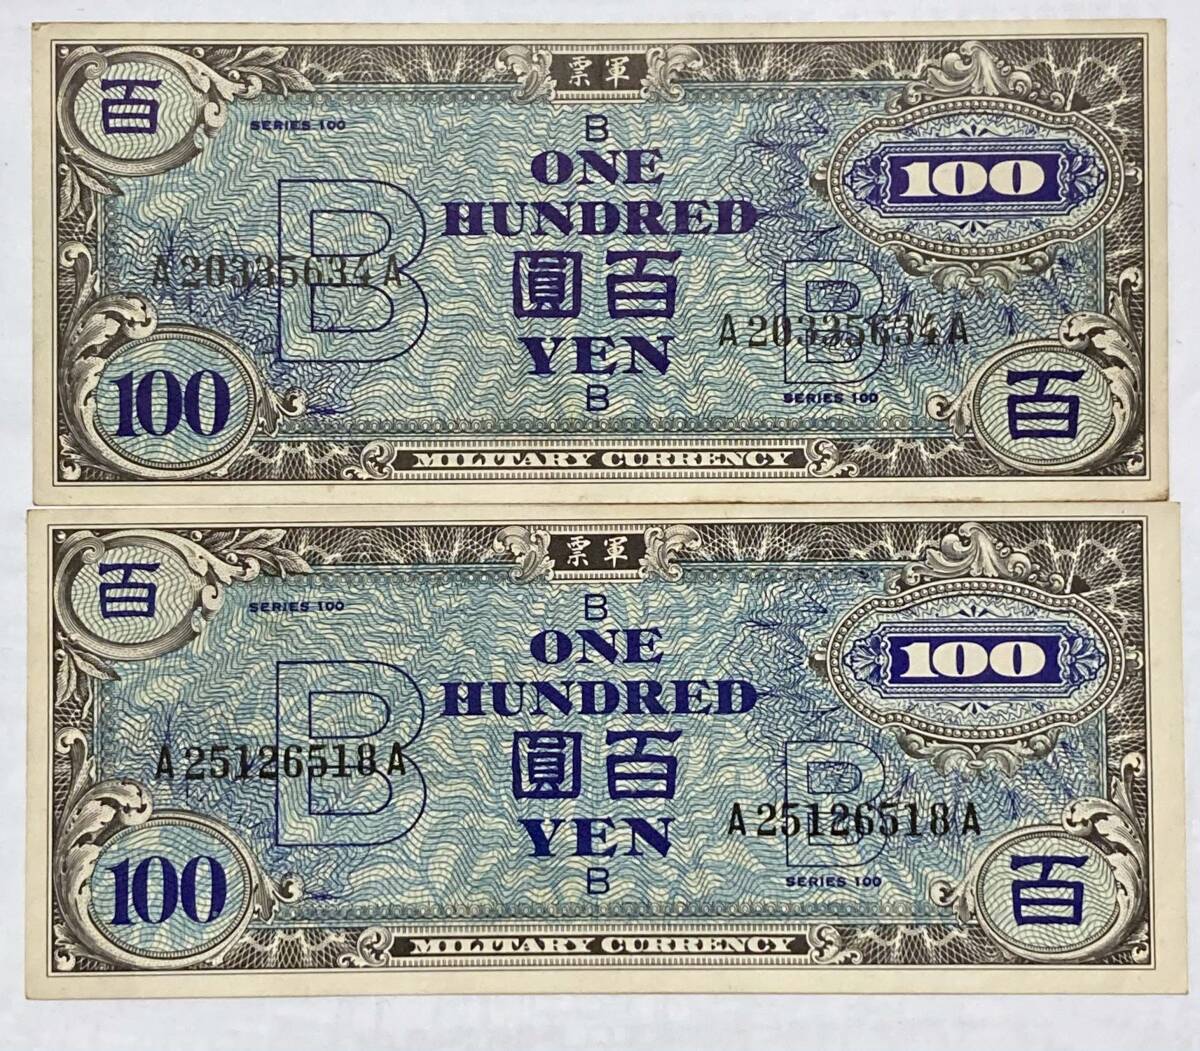 票軍
百
SERIES 100
B
ONE
100
HUNDRED
B
圓百
A20335634A
B
A20335634A
YEN
100
SERIES 100
百
B
MILITARY CURRENCY
票軍
百
SERIES 100
B
ONE
100
HUNDRED
B
圓百
A25126518A
B
A25126518A
YEN
100
SERIES 100
百
B
MILITARY CURRENCY